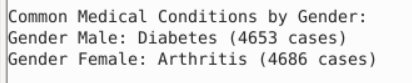 Common Medical Conditions by Gender:
Gender Male: Diabetes (4653 cases)
Gender Female: Arthritis (4686 cases)